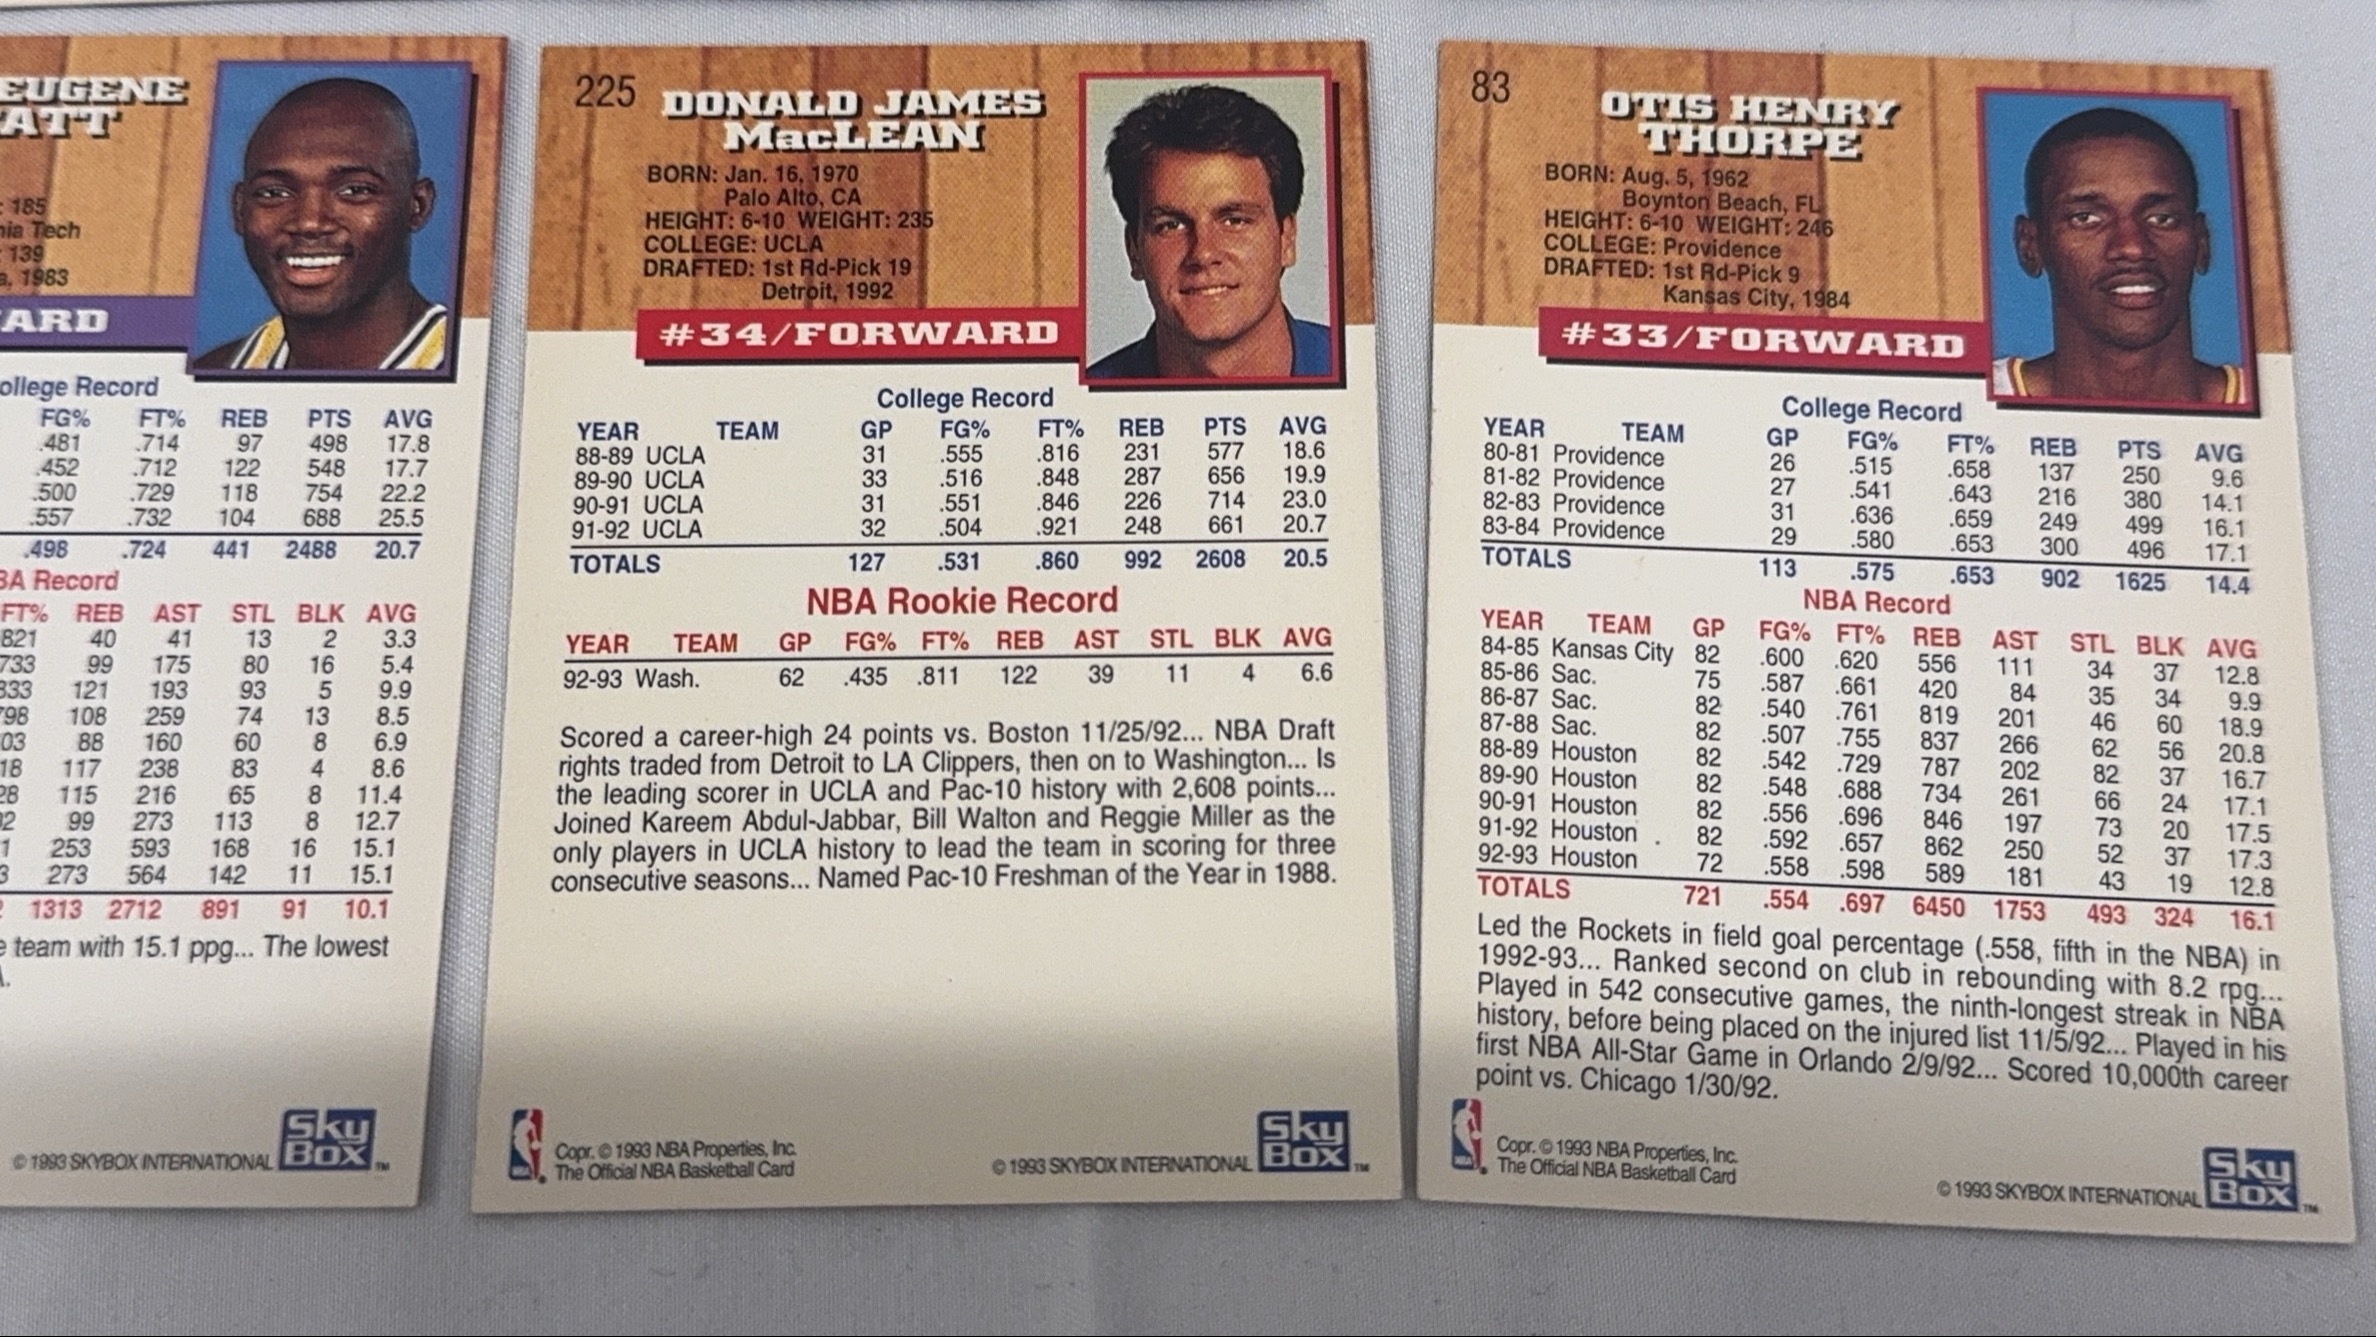 EUGENE
ATT
: 185
nia Tech
: 139
a, 1983
ARD
ollege Record
FG% FT% REB PTS AVG
.481 .714 97 498 17.8
.452 .712 122 548 17.7
.500 .729 118 754 22.2
.557 .732 104 688 25.5
.498 .724 441 2488 20.7
BA Record
FT% REB AST STL BLK AVG
821 40 41 13 2 3.3
733 99 175 80 16 5.4
833 121 193 93 5 9.9
798 108 259 74 13 8.5
03 88 160 60 8 6.9
18 117 238 83 4 8.6
28 115 216 65 8 11.4
02 99 273 113 8 12.7
1 253 593 168 16 15.1
3 273 564 142 11 15.1
1313 2712 891 91 10.1
e team with 15.1 ppg... The lowest
© 1993 SKYBOX INTERNATIONAL
Sky
Box TM
225
DONALD JAMES
MacLEAN
BORN: Jan. 16, 1970
Palo Alto, CA
HEIGHT: 6-10 WEIGHT: 235
COLLEGE: UCLA
DRAFTED: 1st Rd-Pick 19
Detroit, 1992
#34/FORWARD
College Record
YEAR TEAM GP FG% FT% REB PTS AVG
88-89 UCLA 31 .555 .816 231 577 18.6
89-90 UCLA 33 .516 .848 287 656 19.9
90-91 UCLA 31 .551 .846 226 714 23.0
91-92 UCLA 32 .504 .921 248 661 20.7
TOTALS 127 .531 .860 992 2608 20.5
NBA Rookie Record
YEAR TEAM GP FG% FT% REB AST STL BLK AVG
92-93 Wash. 62 .435 .811 122 39 11 4 6.6
Scored a career-high 24 points vs. Boston 11/25/92... NBA Draft
rights traded from Detroit to LA Clippers, then on to Washington... Is
the leading scorer in UCLA and Pac-10 history with 2,608 points...
Joined Kareem Abdul-Jabbar, Bill Walton and Reggie Miller as the
only players in UCLA history to lead the team in scoring for three
consecutive seasons... Named Pac-10 Freshman of the Year in 1988.
NBA
Copr. © 1993 NBA Properties, Inc.
The Official NBA Basketball Card
© 1993 SKYBOX INTERNATIONAL
Sky
Box TM
83
OTIS HENRY
THORPE
BORN: Aug. 5, 1962
Boynton Beach, FL
HEIGHT: 6-10 WEIGHT: 246
COLLEGE: Providence
DRAFTED: 1st Rd-Pick 9
Kansas City, 1984
#33/FORWARD
College Record
YEAR TEAM GP FG% FT% REB PTS AVG
80-81 Providence 26 .515 .658 137 250 9.6
81-82 Providence 27 .541 .643 216 380 14.1
82-83 Providence 31 .636 .659 249 499 16.1
83-84 Providence 29 .580 .653 300 496 17.1
TOTALS 113 .575 .653 902 1625 14.4
NBA Record
YEAR TEAM GP FG% FT% REB AST STL BLK AVG
84-85 Kansas City 82 .600 .620 556 111 34 37 12.8
85-86 Sac. 75 .587 .661 420 84 35 34 9.9
86-87 Sac. 82 .540 .761 819 201 46 60 18.9
87-88 Sac. 82 .507 .755 837 266 62 56 20.8
88-89 Houston 82 .542 .729 787 202 82 37 16.7
89-90 Houston 82 .548 .688 734 261 66 24 17.1
90-91 Houston 82 .556 .696 846 197 73 20 17.5
91-92 Houston 82 .592 .657 862 250 52 37 17.3
92-93 Houston 72 .558 .598 589 181 43 19 12.8
TOTALS 721 .554 .697 6450 1753 493 324 16.1
Led the Rockets in field goal percentage (.558, fifth in the NBA) in
1992-93... Ranked second on club in rebounding with 8.2 rpg...
Played in 542 consecutive games, the ninth-longest streak in NBA
history, before being placed on the injured list 11/5/92... Played in his
first NBA All-Star Game in Orlando 2/9/92... Scored 10,000th career
point vs. Chicago 1/30/92.
NBA
Copr. © 1993 NBA Properties, Inc.
The Official NBA Basketball Card
© 1993 SKYBOX INTERNATIONAL
Sky
Box TM